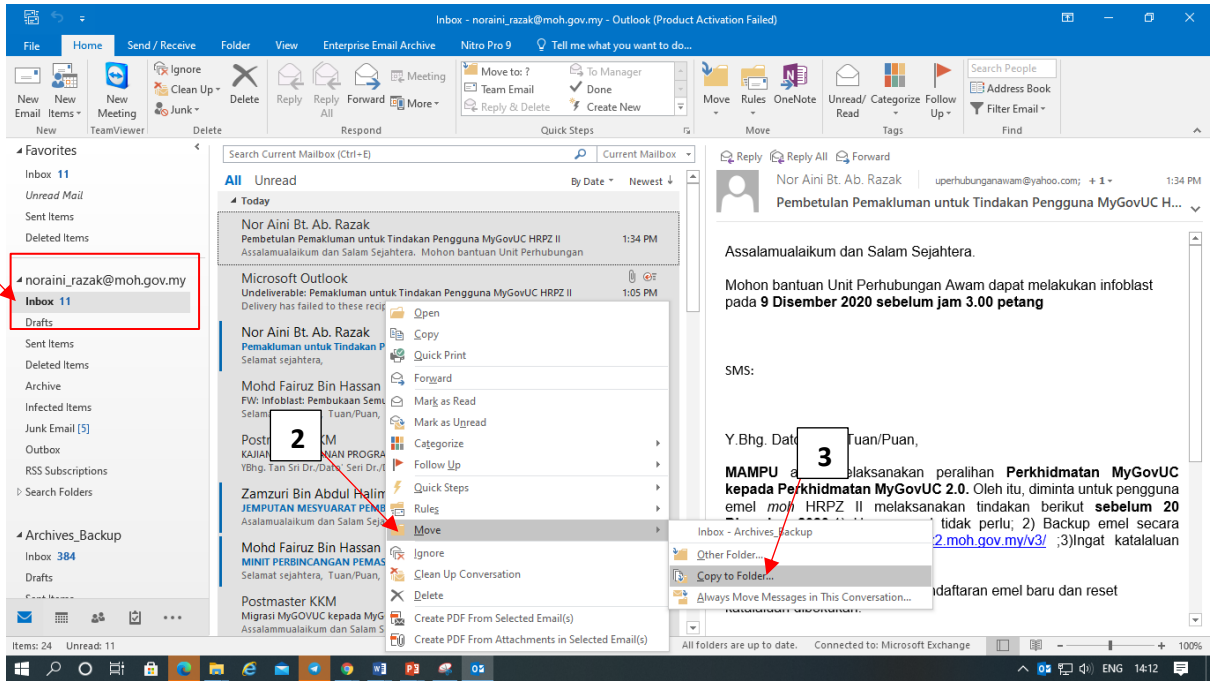 Inbox - noraini_razak@moh.gov.my - Outlook (Product Activation Failed)
File Home Send / Receive Folder View Enterprise Email Archive Nitro Pro 9 Tell me what you want to do...
New Email
New Items
New Meeting
Ignore
Clean Up
Junk
Delete
Reply
Reply All
Forward
Meeting
More
Move to: ?
Team Email
Reply & Delete
To Manager
Done
Create New
Move
Rules
OneNote
Unread/ Read
Categorize
Follow Up
Search People
Address Book
Filter Email
New TeamViewer Delete Respond Quick Steps Move Tags Find
Favorites
Inbox 11
Unread Mail
Sent Items
Deleted Items
noraini_razak@moh.gov.my
Inbox 11
Drafts
Sent Items
Deleted Items
Archive
Infected Items
Junk Email [5]
Outbox
RSS Subscriptions
Search Folders
Archives_Backup
Inbox 384
Drafts
Search Current Mailbox (Ctrl+E) Current Mailbox
All Unread By Date Newest
Today
Nor Aini Bt. Ab. Razak
Pembetulan Pemakluman untuk Tindakan Pengguna MyGovUC HRPZ II 1:34 PM
Assalamualaikum dan Salam Sejahtera. Mohon bantuan Unit Perhubungan
Microsoft Outlook
Undeliverable: Pemakluman untuk Tindakan Pengguna MyGovUC HRPZ II 1:05 PM
Delivery has failed to these recip
Nor Aini Bt. Ab. Razak
Pemakluman untuk Tindakan P
Selamat sejahtera,
Mohd Fairuz Bin Hassan
FW: Infoblast: Pembukaan Semu
Selama Tuan/Puan,
KM
KAJIAN NAN PROGRA
YBhg. Tan Sri Dr./Dato' Seri Dr./
Zamzuri Bin Abdul Halim
JEMPUTAN MESYUARAT PEMB
Asalamualaikum dan Salam Seja
Mohd Fairuz Bin Hassan
MINIT PERBINCANGAN PEMAS
Selamat sejahtera, Tuan/Puan,
Postmaster KKM
Migrasi MyGOVUC kepada MyG
Assalammualaikum dan Salam S
2
Open
Copy
Quick Print
Forward
Mark as Read
Mark as Unread
Categorize
Follow Up
Quick Steps
Rules
Move
Ignore
Clean Up Conversation
Delete
Create PDF From Selected Email(s)
Create PDF From Attachments in Selected Email(s)
3
Inbox - Archives_Backup
Other Folder...
Copy to Folder...
Always Move Messages in This Conversation...
Reply Reply All Forward
Nor Aini Bt. Ab. Razak uperhubunganawam@yahoo.com; + 1 1:34 PM
Pembetulan Pemakluman untuk Tindakan Pengguna MyGovUC H...
Assalamualaikum dan Salam Sejahtera.
Mohon bantuan Unit Perhubungan Awam dapat melakukan infoblast
pada 9 Disember 2020 sebelum jam 3.00 petang
SMS:
Y.Bhg. Dato Tuan/Puan,
MAMPU elaksanakan peralihan Perkhidmatan MyGovUC
kepada Perkhidmatan MyGovUC 2.0. Oleh itu, diminta untuk pengguna
emel moh HRPZ II melaksanakan tindakan berikut sebelum 20
tidak perlu; 2) Backup emel secara
2.moh.gov.my/v3/ ;3)Ingat katalaluan
ndaftaran emel baru dan reset
Items: 24 Unread: 11 All folders are up to date. Connected to: Microsoft Exchange 100%
ENG 14:12